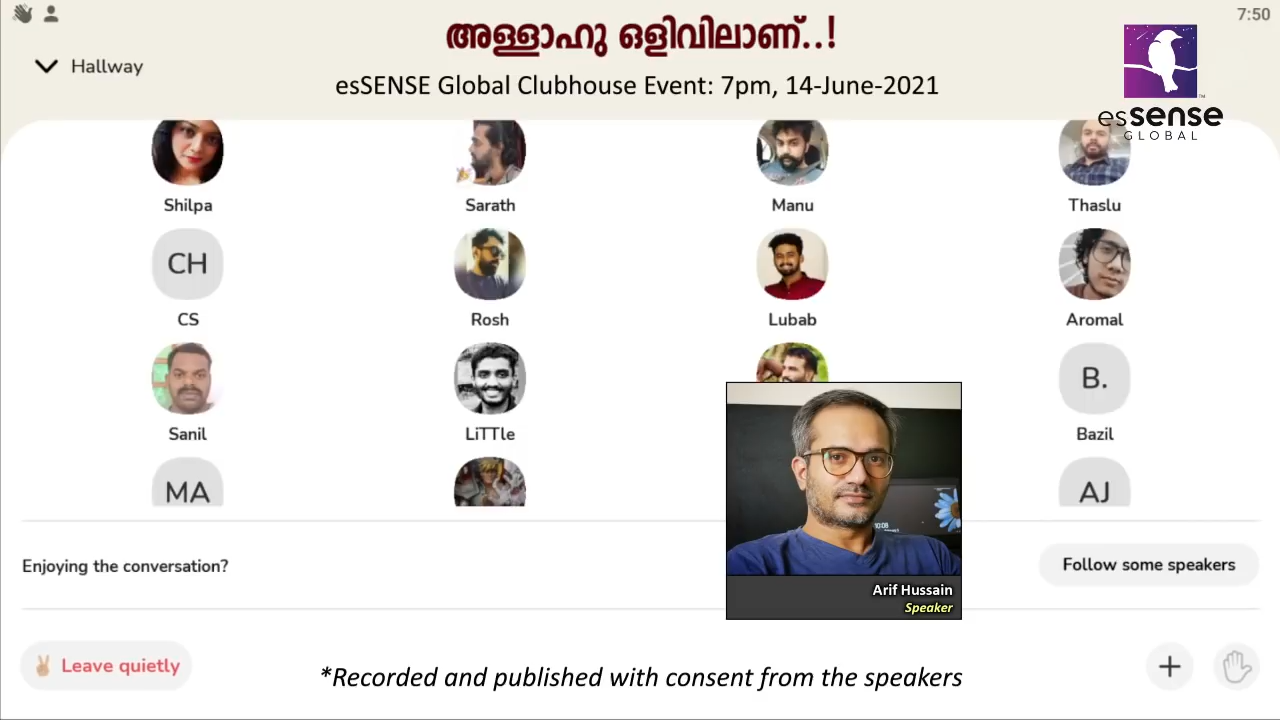 7:50
അള്ളാഹു ഒളിവിലാണ്..!
Hallway
esSENSE Global Clubhouse Event: 7pm, 14-June-2021
essense
GLOBAL
Shilpa Sarath Manu Thaslu
CH
CS Rosh Lubab Aromal
B.
Sanil LiTTle Bazil
MA AJ
Enjoying the conversation? Follow some speakers
Arif Hussain
Speaker
Leave quietly
*Recorded and published with consent from the speakers